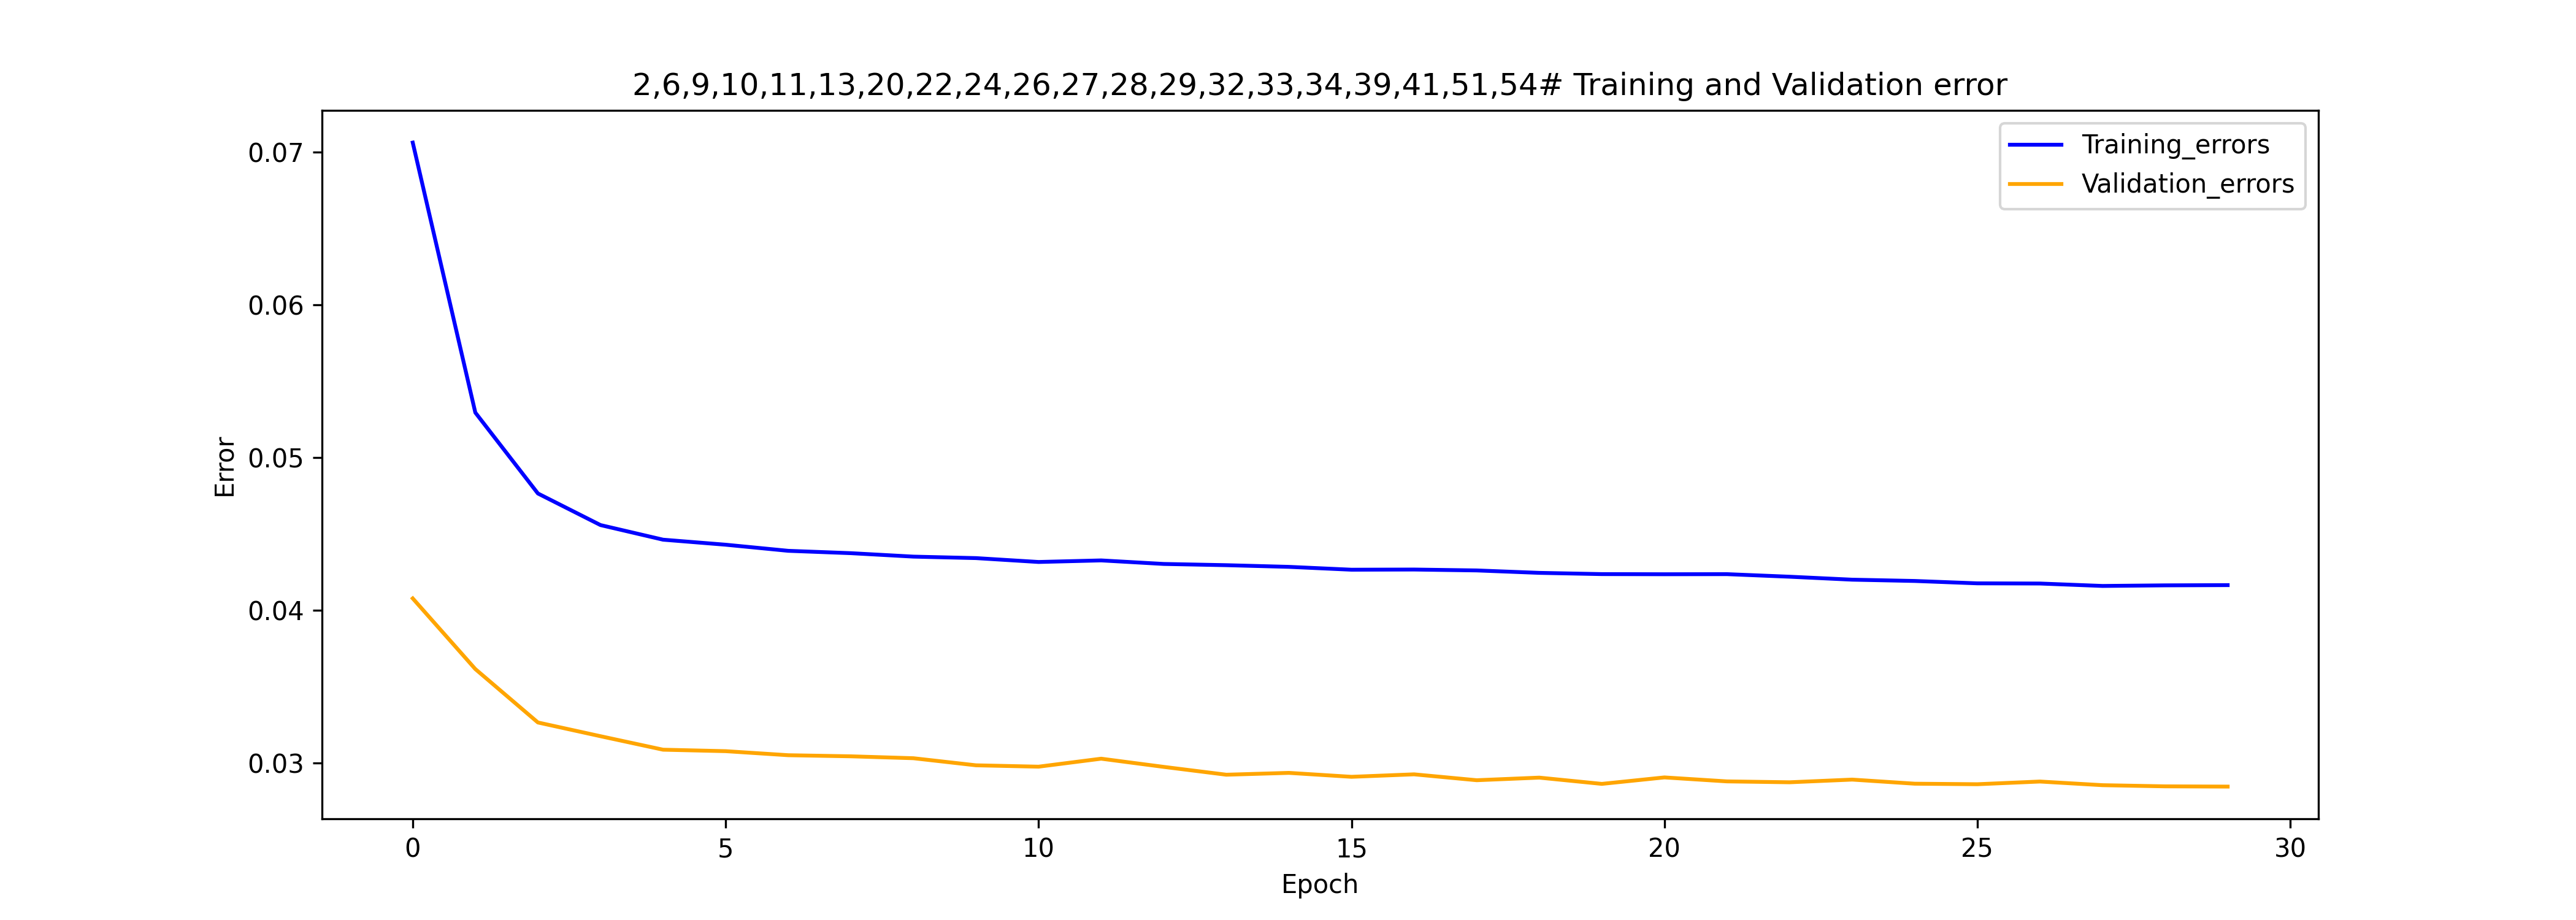 2,6,9,10,11,13,20,22,24,26,27,28,29,32,33,34,39,41,51,54# Training and Validation error
Training_errors
Validation_errors
0.07
0.06
0.05
0.04
0.03
Error
0 5 10 15 20 25 30
Epoch